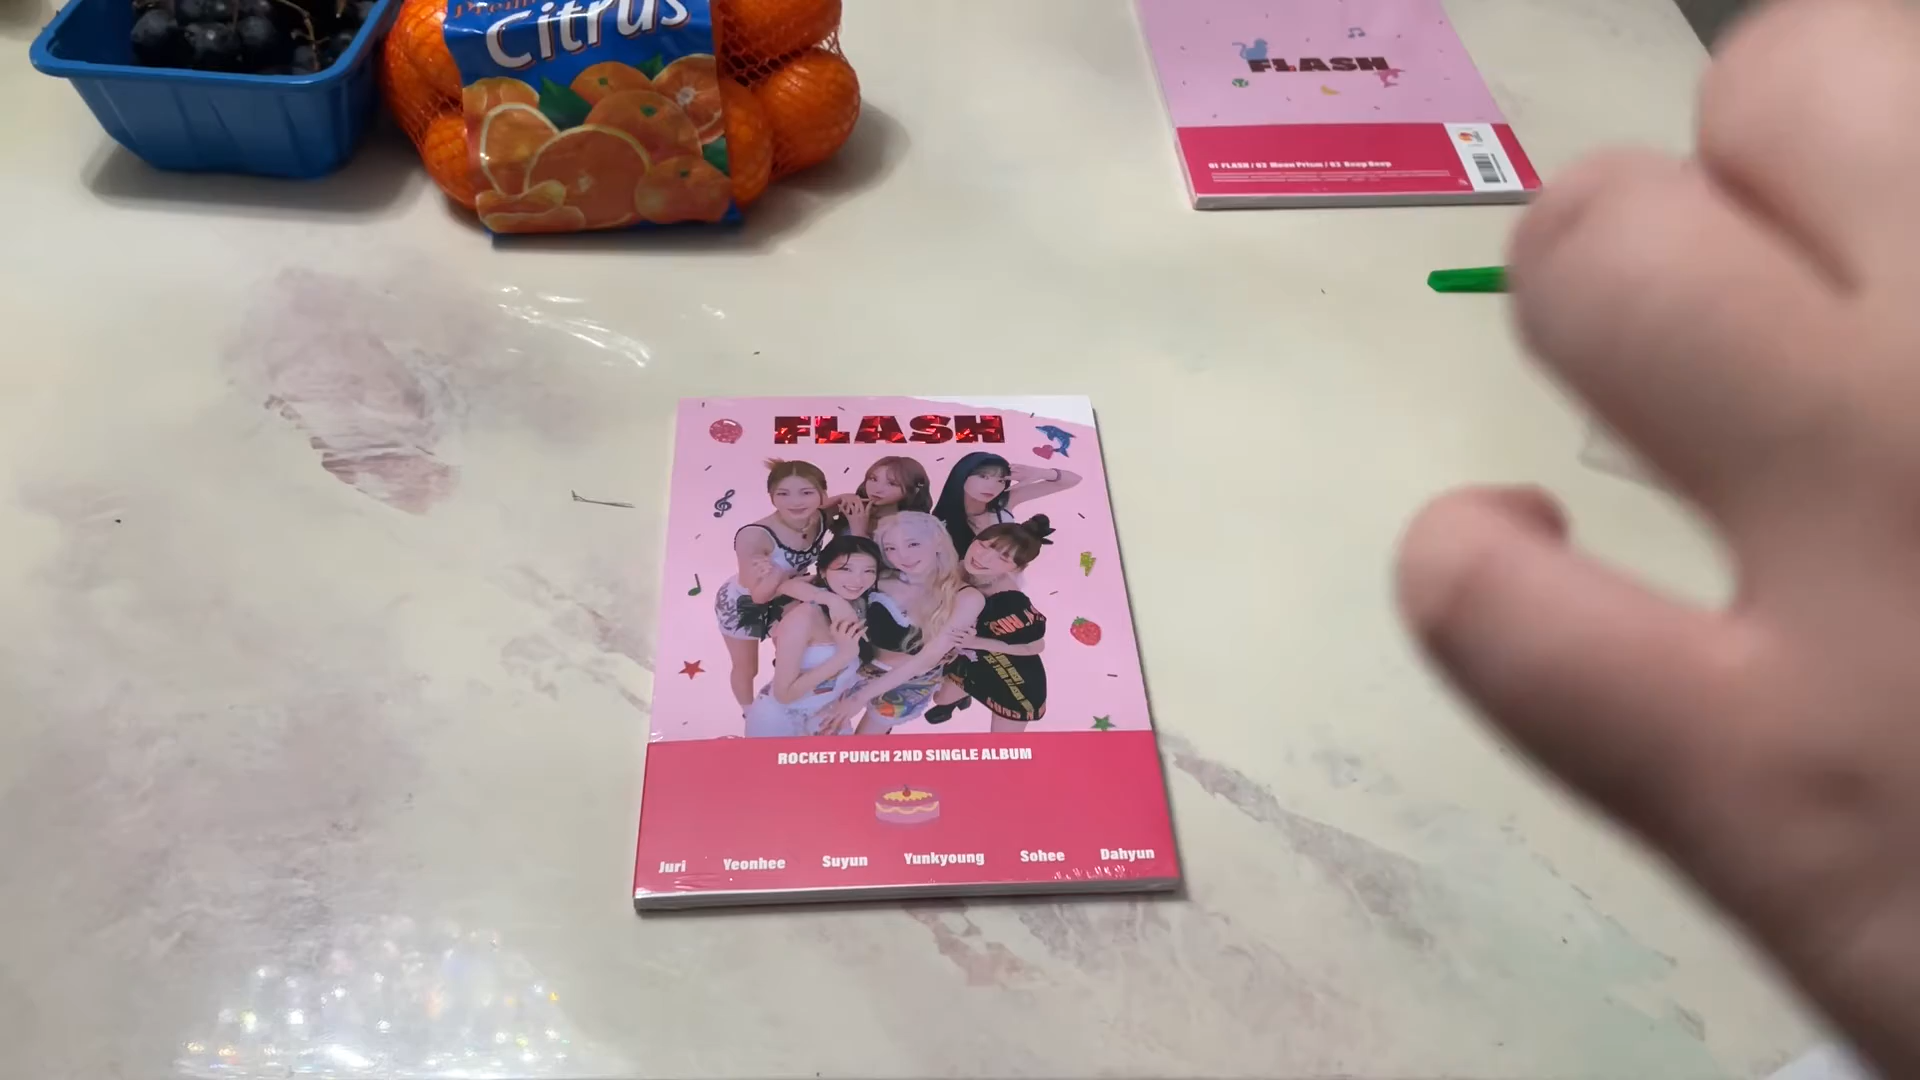 Citrus
FLASH
01 FLASH / 02 Moon Prism / 03 Beep Beep
FLASH
ROCKET PUNCH 2ND SINGLE ALBUM
Juri Yeonhee Suyun Yunkyoung Sohee Dahyun